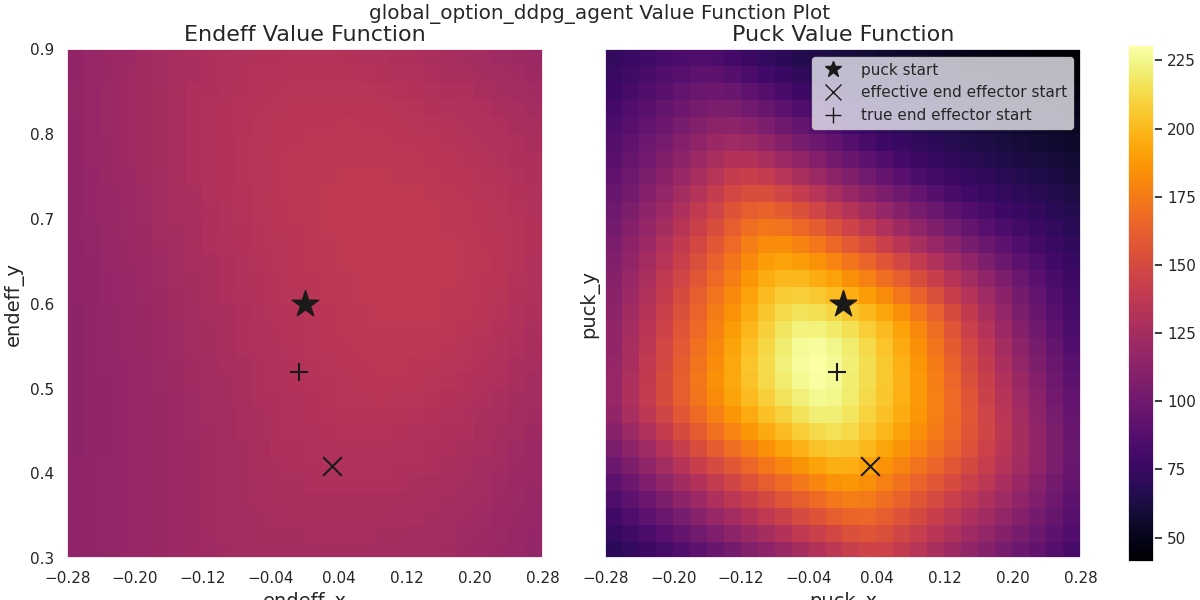 global_option_ddpg_agent Value Function Plot
Endeff Value Function
Puck Value Function
puck start
effective end effector start
true end effector start
endeff_y
0.9
0.8
0.7
0.6
0.5
0.4
0.3
−0.28 −0.20 −0.12 −0.04 0.04 0.12 0.20 0.28
endeff_x
puck_y
−0.28 −0.20 −0.12 −0.04 0.04 0.12 0.20 0.28
puck_x
225
200
175
150
125
100
75
50